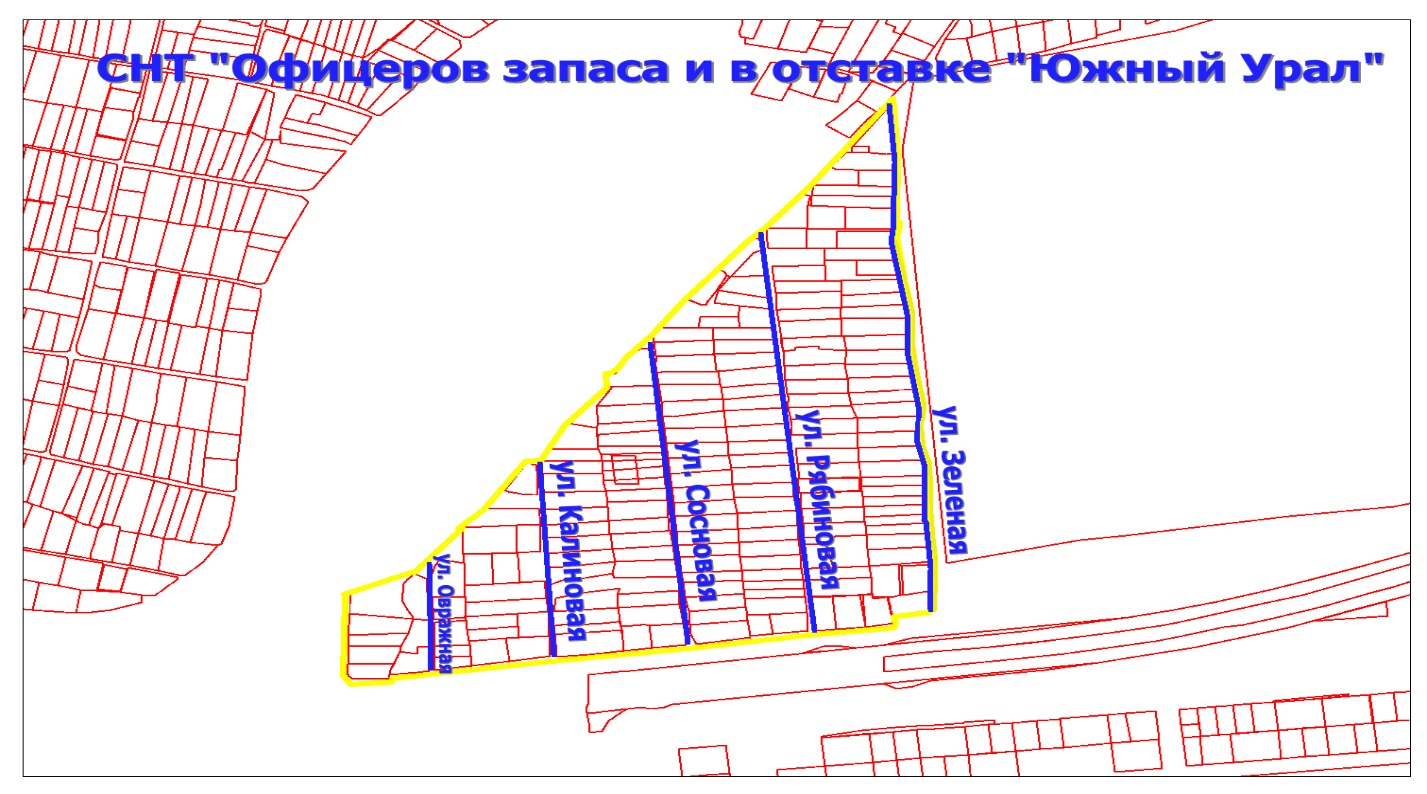 СНТ "Офицеров запаса и в отставке "Южный Урал"
ул. Овражная
ул. Калиновая
ул. Сосновая
ул. Рябиновая
ул. Зеленая